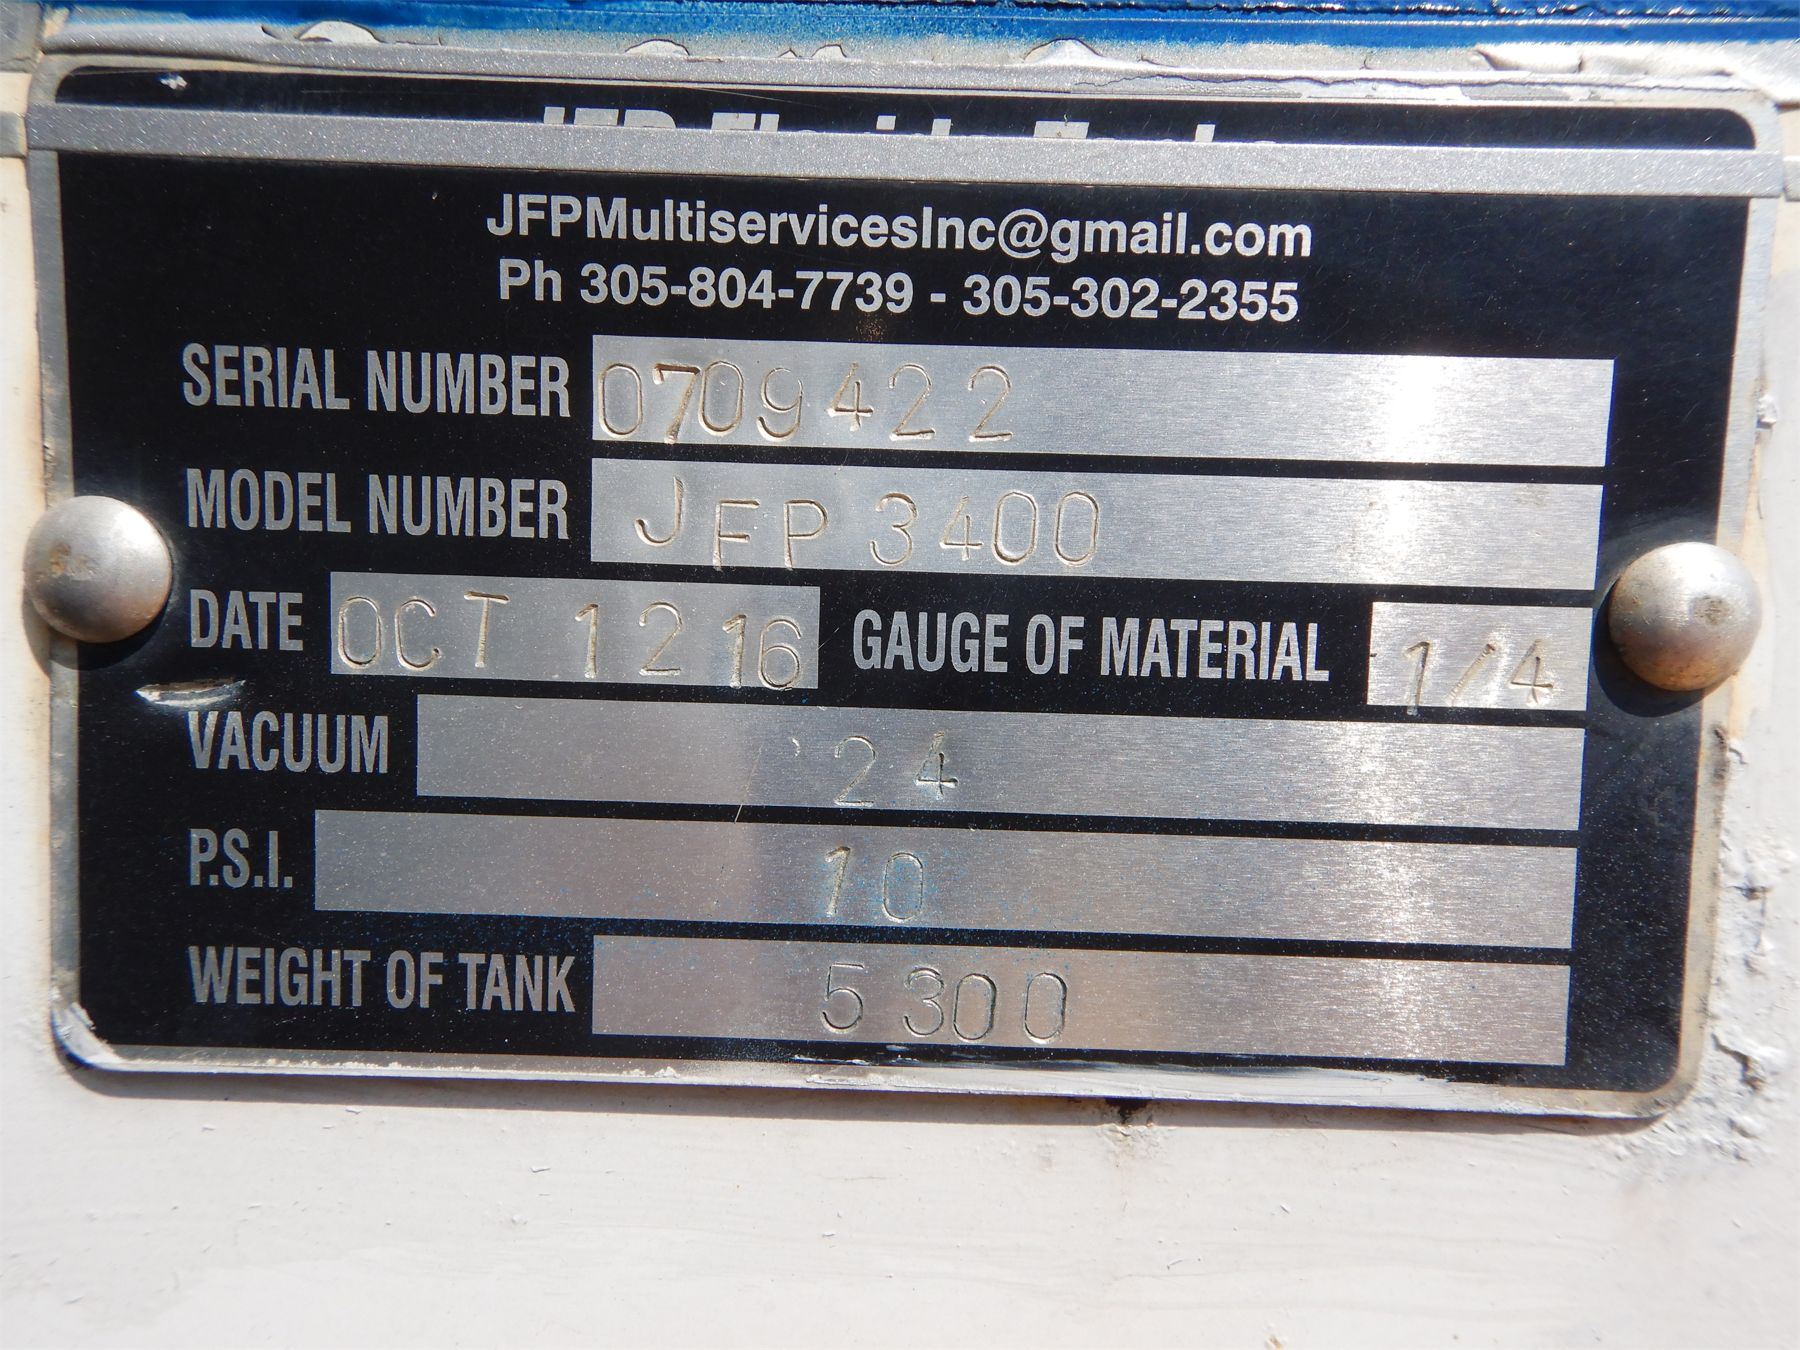 JFPMultiservicesInc@gmail.com
Ph 305-804-7739 - 305-302-2355
SERIAL NUMBER 0709422
MODEL NUMBER JFP 3400
DATE OCT 12 16 GAUGE OF MATERIAL 1/4
VACUUM 24
P.S.I. 10
WEIGHT OF TANK 5300